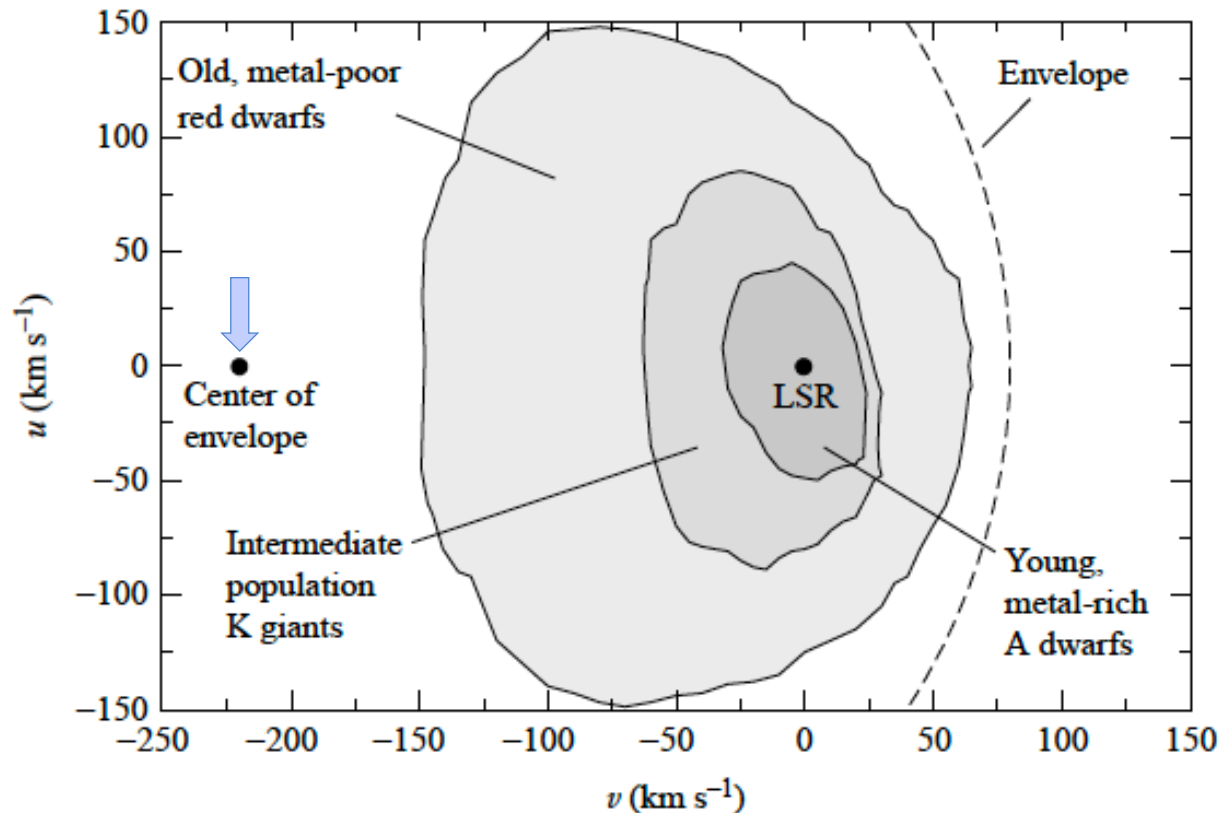 150
100
50
0
−50
−100
−150
u (km s−1)
Old, metal-poor
red dwarfs
Envelope
Center of
envelope
LSR
Intermediate
population
K giants
Young,
metal-rich
A dwarfs
−250 −200 −150 −100 −50 0 50 100 150
v (km s−1)